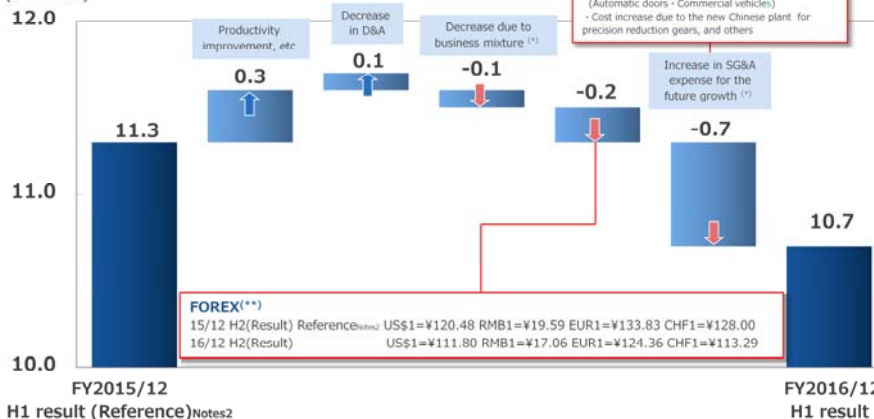 12.0
(Automatic doors・Commercial vehicles)
・Cost increase due to the new Chinese plant for
precision reduction gears, and others
Productivity
improvement, etc
0.3
Decrease
in D&A
0.1
Decrease due to
business mixture (*)
-0.1
-0.2
Increase in SG&A
expense for the
future growth (*)
-0.7
11.3
11.0
10.7
FOREX(**)
15/12 H2(Result) ReferenceNotes2 US$1=¥120.48 RMB1=¥19.59 EUR1=¥133.83 CHF1=¥128.00
16/12 H2(Result) US$1=¥111.80 RMB1=¥17.06 EUR1=¥124.36 CHF1=¥113.29
10.0
FY2015/12
H1 result (Reference)Notes2
FY2016/12
H1 result